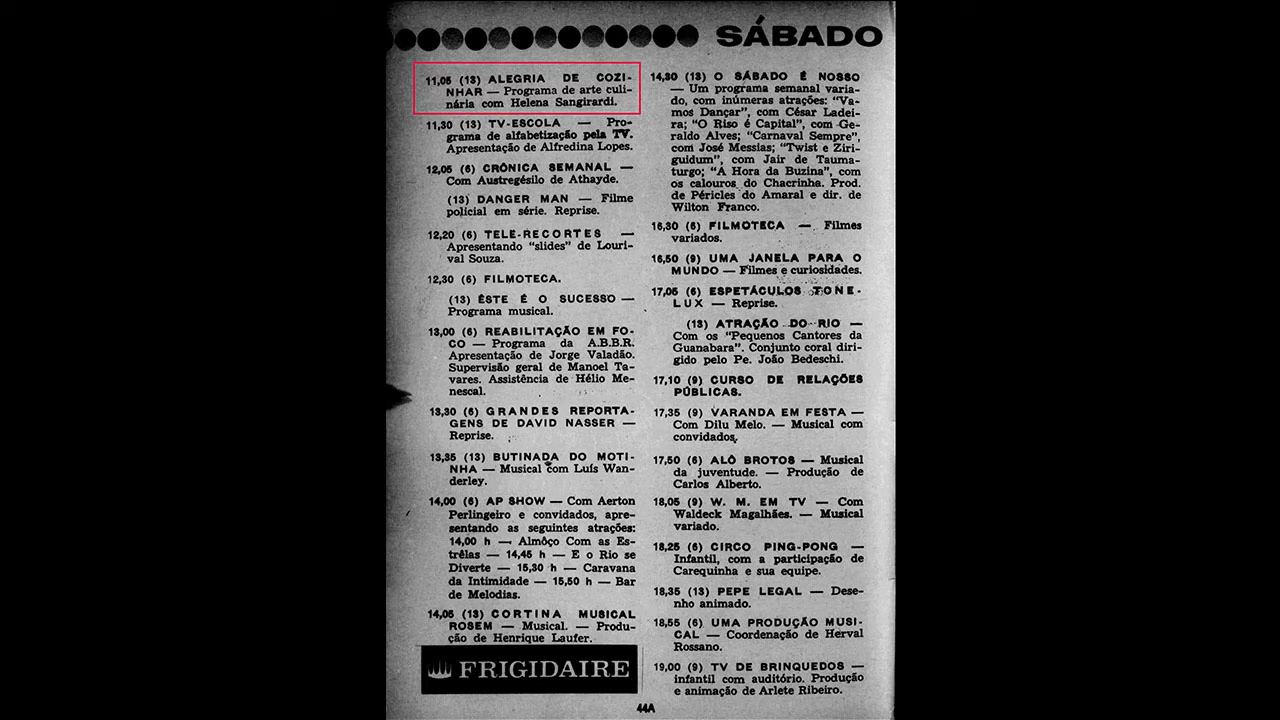 SÁBADO
11,05 (13) ALEGRIA DE COZI-
NHAR — Programa de arte culi-
nária com Helena Sangirardi.
11,30 (13) TV-ESCOLA — Pro-
grama de alfabetização pela TV.
Apresentação de Alfredina Lopes.
12,05 (6) CRÔNICA SEMANAL —
Com Austregésilo de Athayde.
(13) DANGER MAN — Filme
policial em série. Reprise.
12,20 (6) TELE-RECORTES —
Apresentando "slides" de Louri-
val Souza.
12,30 (6) FILMOTECA.
(13) ÊSTE É O SUCESSO —
Programa musical.
13,00 (6) REABILITAÇÃO EM FO-
CO — Programa da A.B.B.R.
Apresentação de Jorge Valadão.
Supervisão geral de Manoel Ta-
vares. Assistência de Hélio Me-
nescal.
13,30 (6) GRANDES REPORTA-
GENS DE DAVID NASSER —
Reprise.
13,35 (13) BUTINADA DO MOTI-
NHA — Musical com Luís Wan-
derley.
14,00 (6) AP SHOW — Com Aerton
Perlingeiro e convidados, apre-
sentando as seguintes atrações:
14,00 h — Almôço Com as Es-
trêlas — 14,45 h — E o Rio se
Diverte — 15,30 h — Caravana
da Intimidade — 15,50 h — Bar
de Melodias.
14,05 (13) CORTINA MUSICAL
ROSEM — Musical. — Produ-
ção de Henrique Laufer.
FRIGIDAIRE
14,30 (13) O SÁBADO É NOSSO
— Um programa semanal varia-
do, com inúmeras atrações: "Va-
mos Dançar", com César Ladei-
ra; "O Riso é Capital", com Ge-
raldo Alves; "Carnaval Sempre",
com José Messias; "Twist e Ziri-
guidum", com Jair de Tauma-
turgo; "A Hora da Buzina", com
os calouros do Chacrinha. Prod.
de Péricles do Amaral e dir. de
Wilton Franco.
16,30 (6) FILMOTECA — Filmes
variados.
16,50 (9) UMA JANELA PARA O
MUNDO — Filmes e curiosidades.
17,05 (6) ESPETÁCULOS TONE-
LUX — Reprise.
(13) ATRAÇÃO DO RIO —
Com os "Pequenos Cantores da
Guanabara". Conjunto coral diri-
gido pelo Pe. João Bedeschi.
17,10 (9) CURSO DE RELAÇÕES
PÚBLICAS.
17,35 (9) VARANDA EM FESTA —
Com Dilu Melo. — Musical com
convidados.
17,50 (6) ALÔ BROTOS — Musical
da juventude. — Produção de
Carlos Alberto.
18,05 (9) W. M. EM TV — Com
Waldeck Magalhães. — Musical
variado.
18,25 (6) CIRCO PING-PONG —
Infantil, com a participação de
Carequinha e sua equipe.
18,35 (13) PEPE LEGAL — Dese-
nho animado.
18,55 (6) UMA PRODUÇÃO MUSI-
CAL — Coordenação de Herval
Rossano.
19,00 (9) TV DE BRINQUEDOS —
infantil com auditório. Produção
e animação de Arlete Ribeiro.
44A